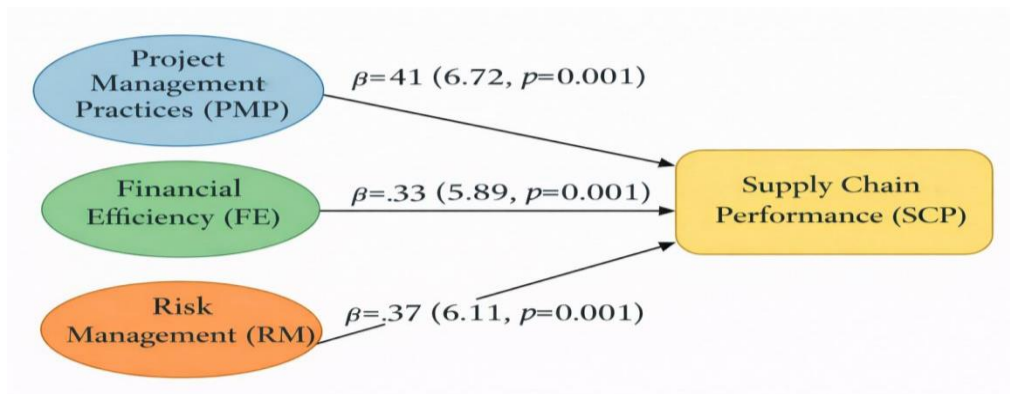 Project
Management
Practices (PMP)
β=41 (6.72, p=0.001)
Financial
Efficiency (FE)
β=.33 (5.89, p=0.001)
Risk
Management (RM)
β=.37 (6.11, p=0.001)
Supply Chain
Performance (SCP)